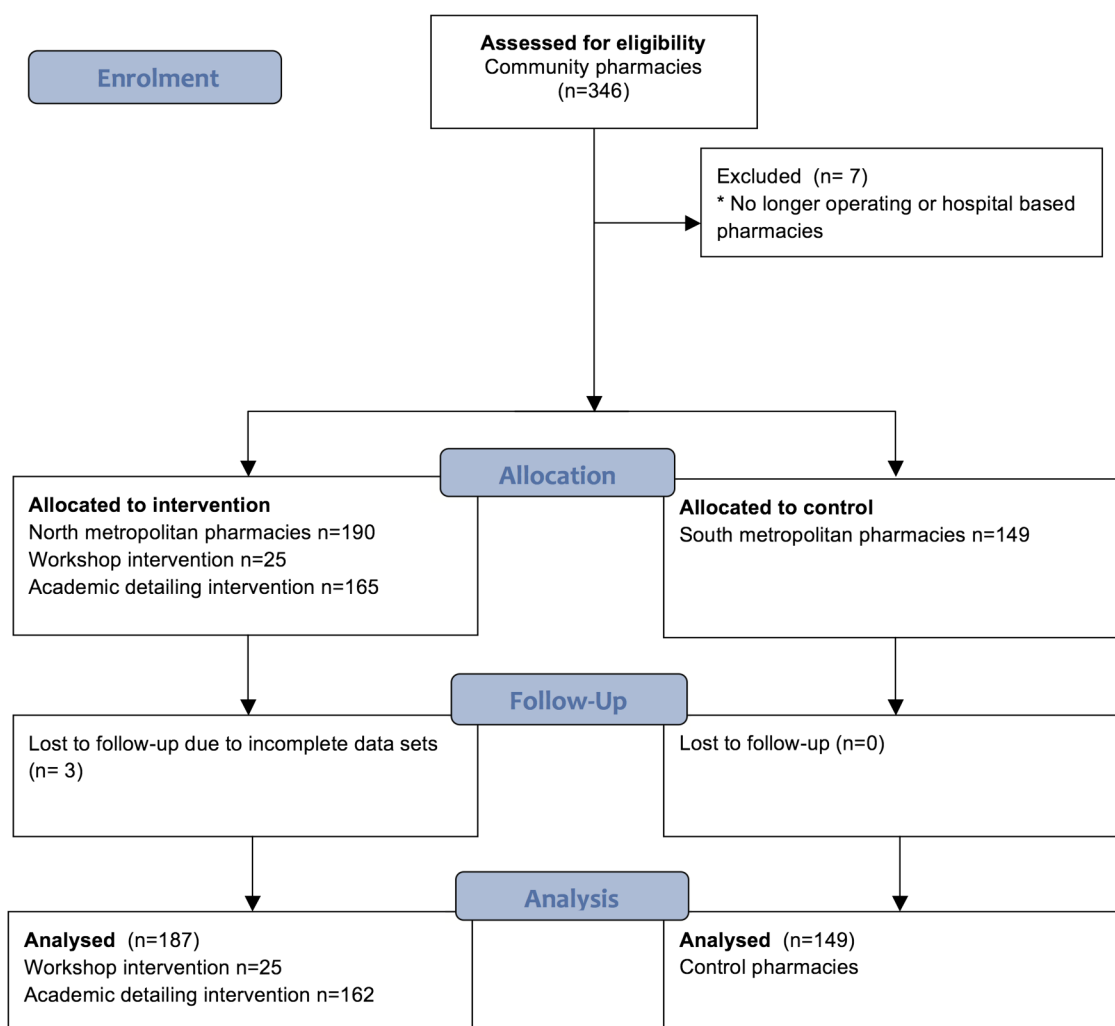 Enrolment
Assessed for eligibility
Community pharmacies
(n=346)
Excluded (n= 7)
* No longer operating or hospital based
pharmacies
Allocation
Allocated to intervention
North metropolitan pharmacies n=190
Workshop intervention n=25
Academic detailing intervention n=165
Allocated to control
South metropolitan pharmacies n=149
Follow-Up
Lost to follow-up due to incomplete data sets
(n= 3)
Lost to follow-up (n=0)
Analysis
Analysed (n=187)
Workshop intervention n=25
Academic detailing intervention n=162
Analysed (n=149)
Control pharmacies